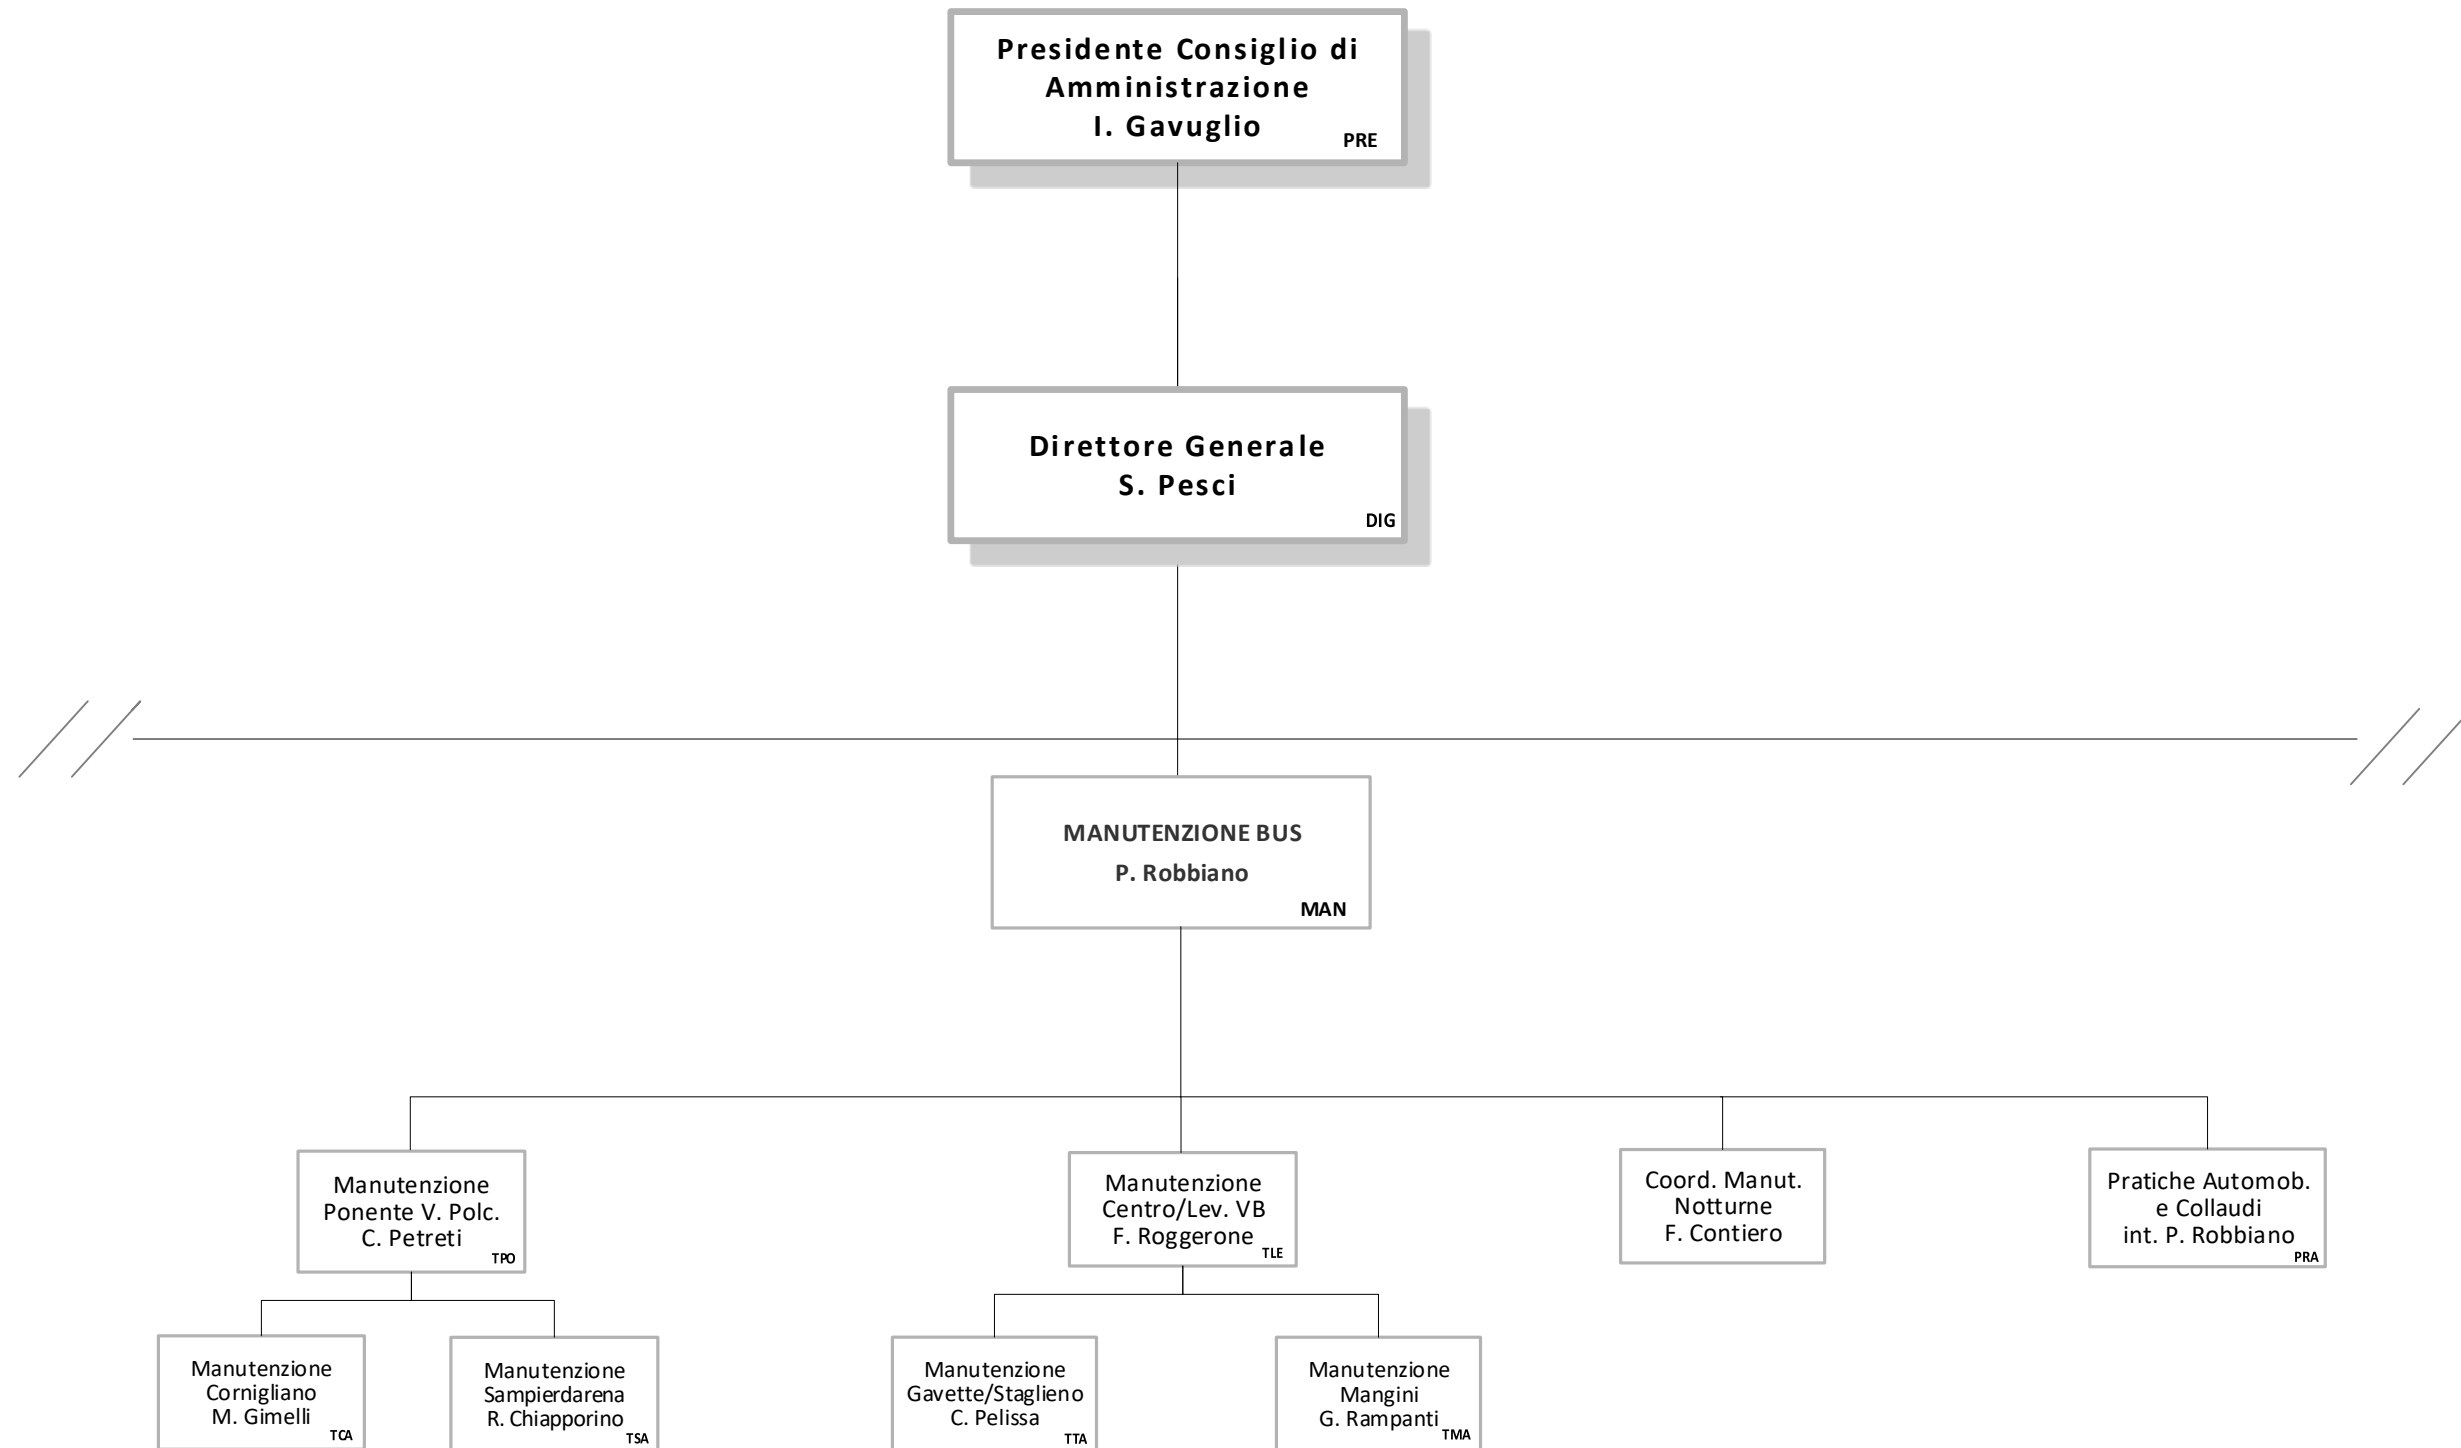 Presidente Consiglio di
Amministrazione
I. Gavuglio
PRE
Direttore Generale
S. Pesci
DIG
MANUTENZIONE BUS
P. Robbiano
MAN
Manutenzione
Ponente V. Polc.
C. Petreti
TPO
Manutenzione
Centro/Lev. VB
F. Roggerone
TLE
Coord. Manut.
Notturne
F. Contiero
Pratiche Automob.
e Collaudi
int. P. Robbiano
PRA
Manutenzione
Cornigliano
M. Gimelli
TCA
Manutenzione
Sampierdarena
R. Chiapporino
TSA
Manutenzione
Gavette/Staglieno
C. Pelissa
TTA
Manutenzione
Mangini
G. Rampanti
TMA